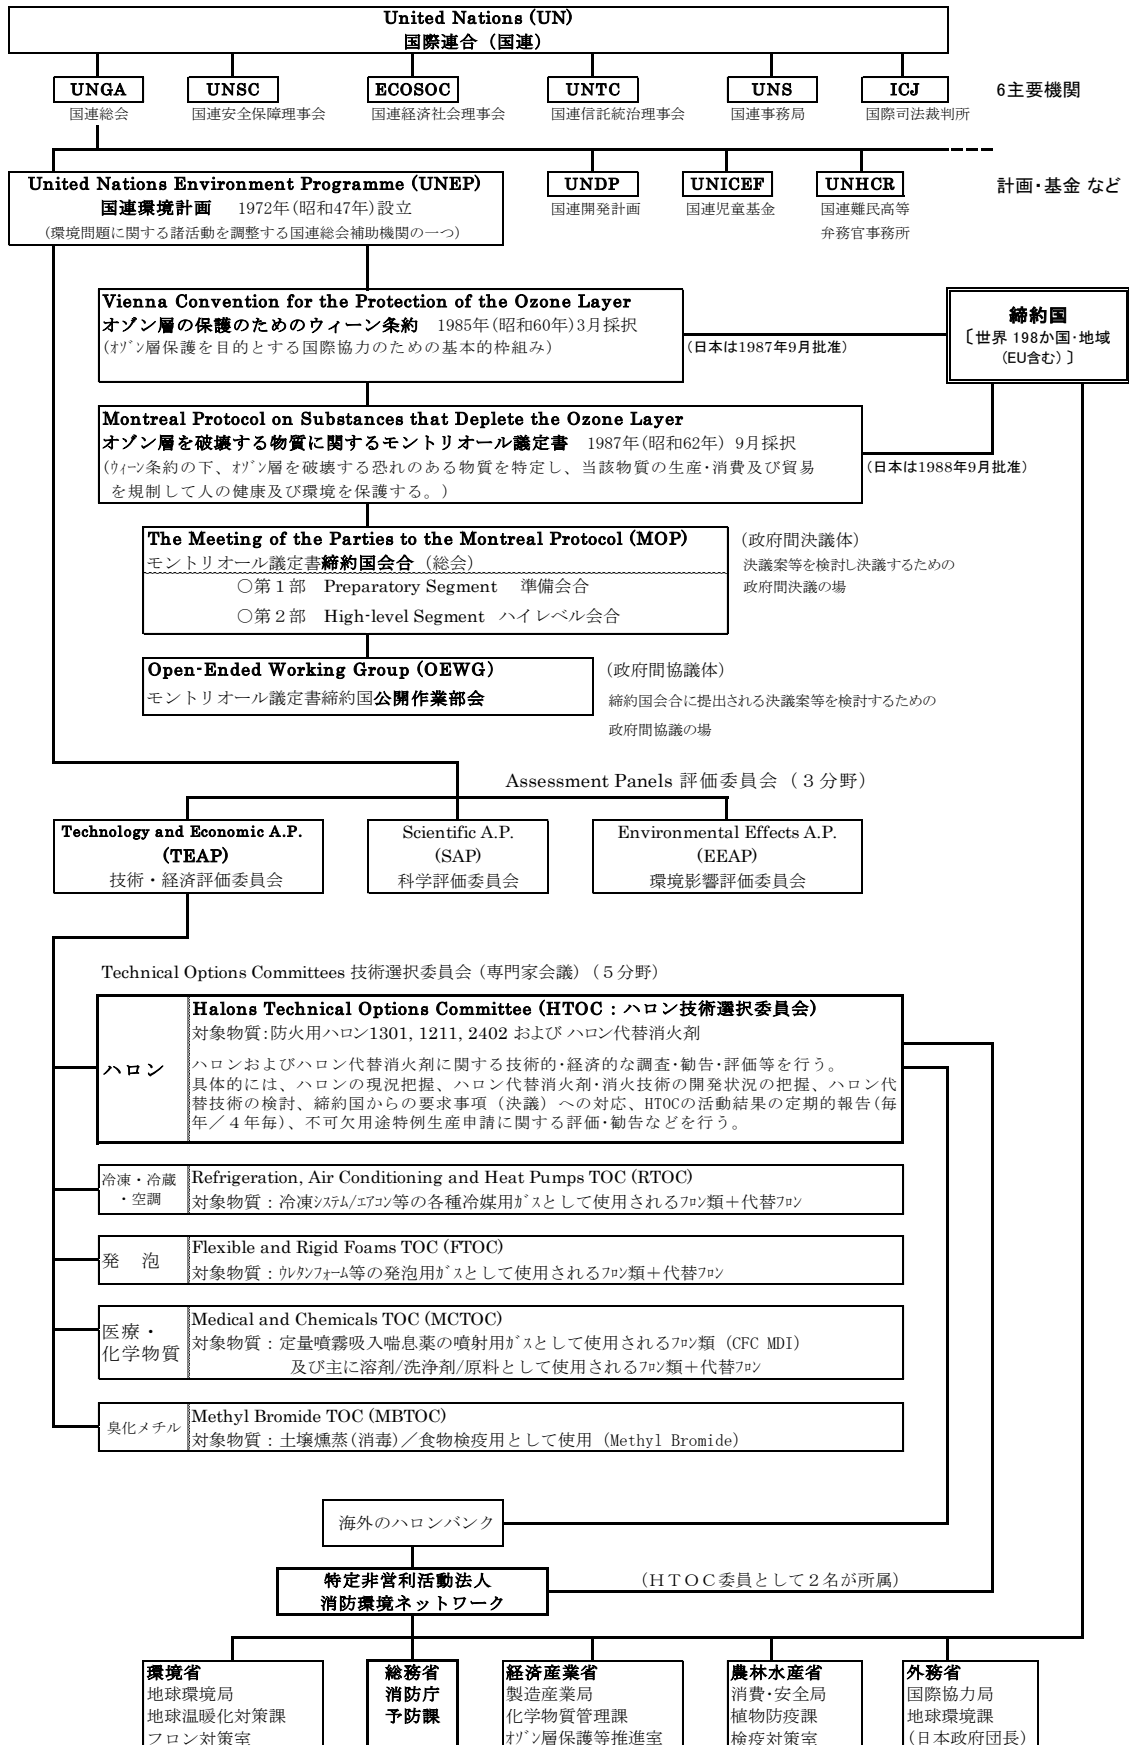 United Nations (UN)
国際連合（国連）
UNGA UNSC ECOSOC UNTC UNS ICJ 6主要機関
国連総会 国連安全保障理事会 国連経済社会理事会 国連信託統治理事会 国連事務局 国際司法裁判所
United Nations Environment Programme (UNEP)
国連環境計画 1972年(昭和47年)設立
(環境問題に関する諸活動を調整する国連総会補助機関の一つ)
UNDP UNICEF UNHCR 計画・基金 など
国連開発計画 国連児童基金 国連難民高等
弁務官事務所
Vienna Convention for the Protection of the Ozone Layer
オゾン層の保護のためのウィーン条約 1985年(昭和60年)3月採択
(ｵｿﾞﾝ層保護を目的とする国際協力のための基本的枠組み)
(日本は1987年9月批准)
締約国
〔世界 198か国・地域
(EU含む) 〕
Montreal Protocol on Substances that Deplete the Ozone Layer
オゾン層を破壊する物質に関するモントリオール議定書 1987年(昭和62年) 9月採択
(ｳｨｰﾝ条約の下、ｵｿﾞﾝ層を破壊する恐れのある物質を特定し、当該物質の生産・消費及び貿易
を規制して人の健康及び環境を保護する。)
(日本は1988年9月批准)
The Meeting of the Parties to the Montreal Protocol (MOP)
モントリオール議定書締約国会合（総会）
○第１部 Preparatory Segment 準備会合
○第２部 High-level Segment ハイレベル会合
(政府間決議体)
決議案等を検討し決議するための
政府間決議の場
Open-Ended Working Group (OEWG)
モントリオール議定書締約国公開作業部会
(政府間協議体)
締約国会合に提出される決議案等を検討するための
政府間協議の場
Assessment Panels 評価委員会（３分野）
Technology and Economic A.P.
(TEAP)
技術・経済評価委員会
Scientific A.P.
(SAP)
科学評価委員会
Environmental Effects A.P.
(EEAP)
環境影響評価委員会
Technical Options Committees 技術選択委員会（専門家会議）（５分野）
ハロン
Halons Technical Options Committee (HTOC：ハロン技術選択委員会)
対象物質:防火用ハロン1301, 1211, 2402 および ハロン代替消火剤
ハロンおよびハロン代替消火剤に関する技術的・経済的な調査・勧告・評価等を行う。
具体的には、ハロンの現況把握、ハロン代替消火剤・消火技術の開発状況の把握、ハロン代
替技術の検討、締約国からの要求事項（決議）への対応、HTOCの活動結果の定期的報告(毎
年／４年毎)、不可欠用途特例生産申請に関する評価・勧告などを行う。
冷凍・冷蔵
・空調
Refrigeration, Air Conditioning and Heat Pumps TOC (RTOC)
対象物質：冷凍ｼｽﾃﾑ/ｴｱｺﾝ等の各種冷媒用ｶﾞｽとして使用されるﾌﾛﾝ類＋代替ﾌﾛﾝ
発 泡
Flexible and Rigid Foams TOC (FTOC)
対象物質：ｳﾚﾀﾝﾌｫｰﾑ等の発泡用ｶﾞｽとして使用されるﾌﾛﾝ類＋代替ﾌﾛﾝ
医療・
化学物質
Medical and Chemicals TOC (MCTOC)
対象物質：定量噴霧吸入喘息薬の噴射用ｶﾞｽとして使用されるﾌﾛﾝ類 (CFC MDI)
及び主に溶剤/洗浄剤/原料として使用されるﾌﾛﾝ類＋代替ﾌﾛﾝ
臭化メチル
Methyl Bromide TOC (MBTOC)
対象物質：土壌燻蒸(消毒)／食物検疫用として使用 (Methyl Bromide)
海外のハロンバンク
特定非営利活動法人
消防環境ネットワーク
（ＨＴＯＣ委員として２名が所属）
環境省
地球環境局
地球温暖化対策課
フロン対策室
総務省
消防庁
予防課
経済産業省
製造産業局
化学物質管理課
ｵｿﾞﾝ層保護等推進室
農林水産省
消費・安全局
植物防疫課
検疫対策室
外務省
国際協力局
地球環境課
(日本政府団長)